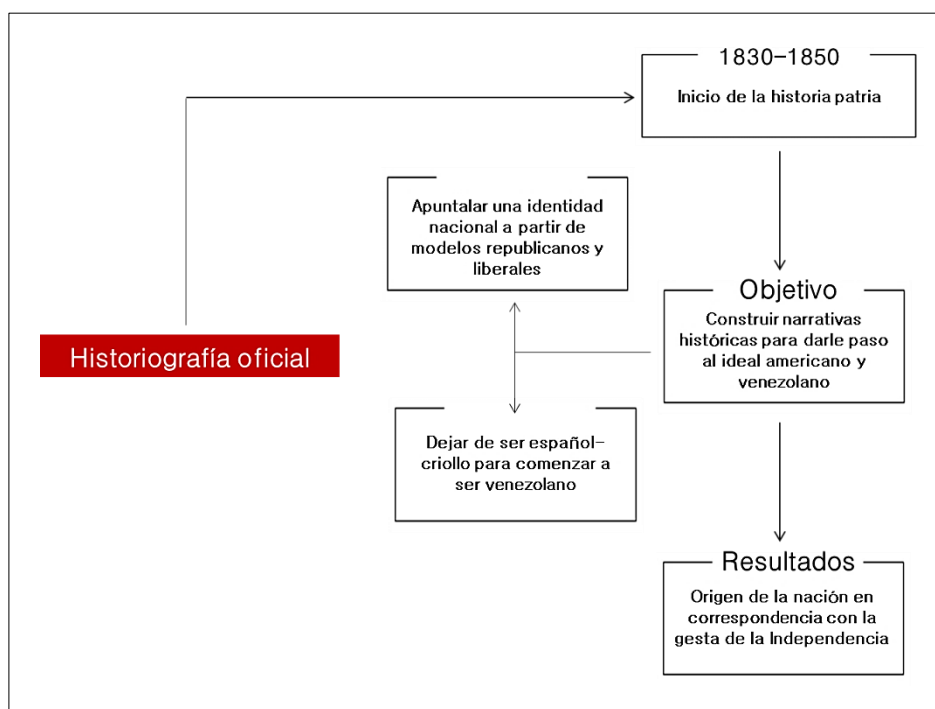 Historiografía oficial
1830-1850
Inicio de la historia patria
Objetivo
Construir narrativas
históricas para darle paso
al ideal americano y
venezolano
Apuntalar una identidad
nacional a partir de
modelos republicanos y
liberales
Dejar de ser español-
criollo para comenzar a
ser venezolano
Resultados
Origen de la nación en
correspondencia con la
gesta de la Independencia